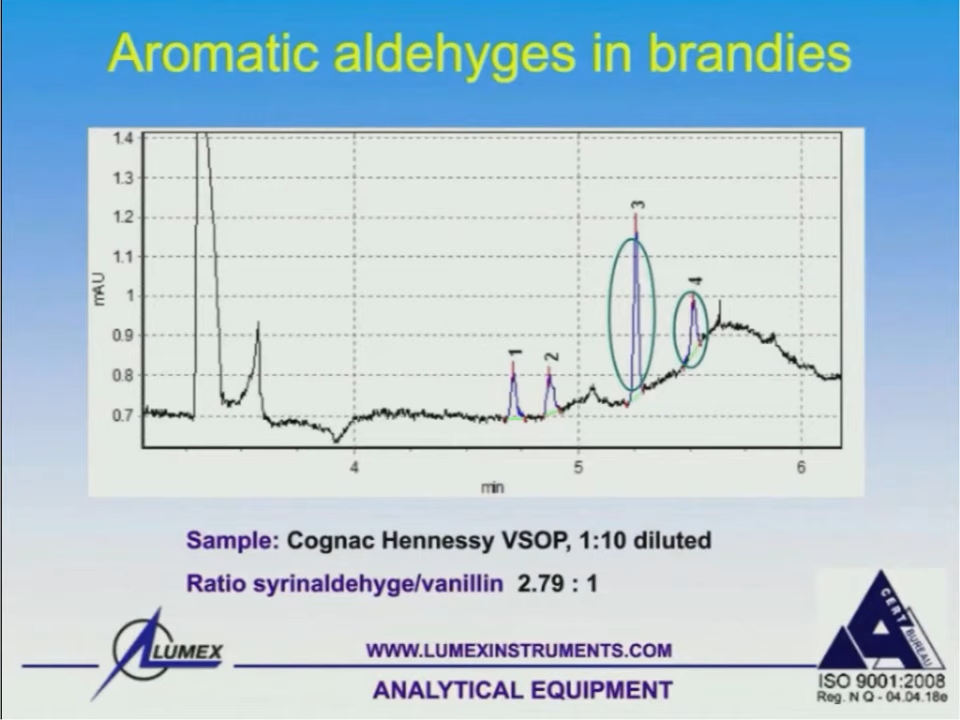 Aromatic aldehyges in brandies
1.4
1.3
1.2
1.1
1
0.9
0.8
0.7
mAU
1
2
3
4
4
5
6
min
Sample: Cognac Hennessy VSOP, 1:10 diluted
Ratio syrinaldehyge/vanillin 2.79 : 1
LUMEX
WWW.LUMEXINSTRUMENTS.COM
ANALYTICAL EQUIPMENT
CERT
BUREAU
ISO 9001:2008
Reg. N Q - 04.04.18e